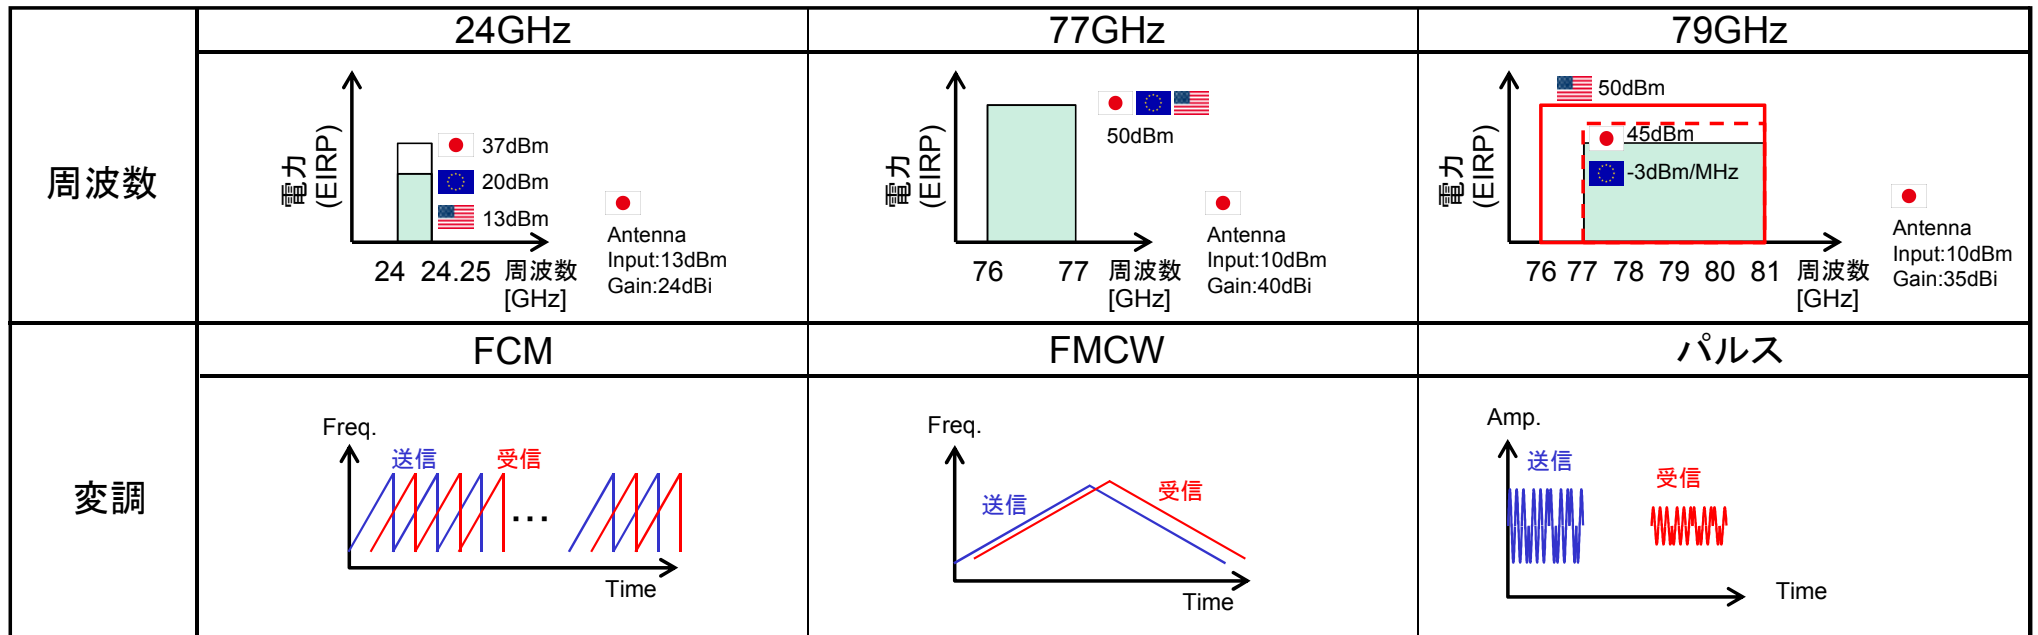 24GHz
77GHz
79GHz
周波数
電力
(EIRP)
37dBm
20dBm
13dBm
Antenna
Input:13dBm
Gain:24dBi
24 24.25 周波数
[GHz]
電力
(EIRP)
50dBm
Antenna
Input:10dBm
Gain:40dBi
76 77 周波数
[GHz]
電力
(EIRP)
50dBm
45dBm
-3dBm/MHz
Antenna
Input:10dBm
Gain:35dBi
76 77 78 79 80 81 周波数
[GHz]
FCM
FMCW
パルス
変調
Freq.
送信 受信
...
Time
Freq.
送信
受信
Time
Amp.
送信
受信
Time